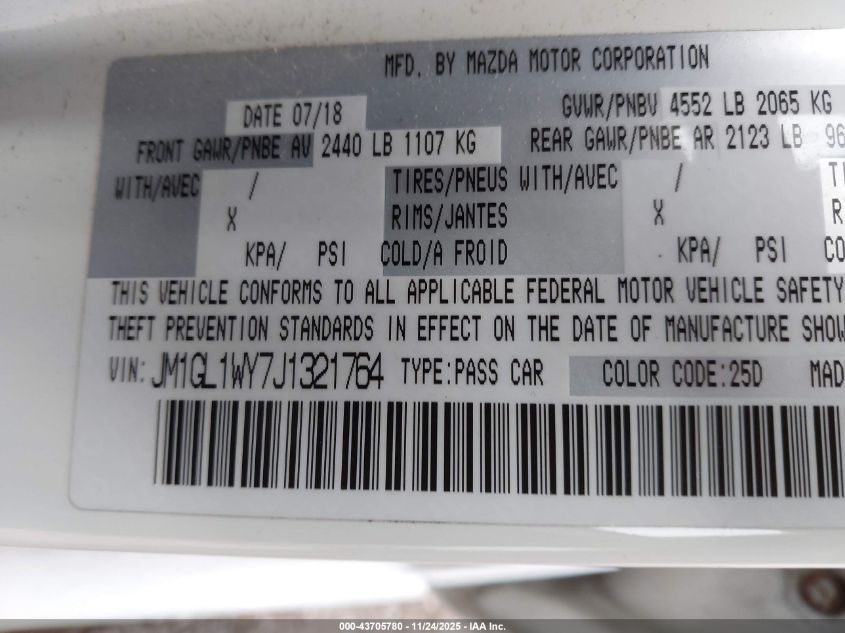 MFD. BY MAZDA MOTOR CORPORATION
DATE 07/18 GVWR/PNBV 4552 LB 2065 KG
FRONT GAWR/PNBE AV 2440 LB 1107 KG REAR GAWR/PNBE AR 2123 LB 96
WITH/AVEC / TIRES/PNEUS WITH/AVEC /
X RIMS/JANTES X
KPA/ PSI COLD/A FROID KPA/ PSI CO
THIS VEHICLE CONFORMS TO ALL APPLICABLE FEDERAL MOTOR VEHICLE SAFETY
THEFT PREVENTION STANDARDS IN EFFECT ON THE DATE OF MANUFACTURE SHOW
VIN: JM1GL1WY7J1321764 TYPE:PASS CAR COLOR CODE:25D MAD
000-43705780 - 11/24/2025 - IAA Inc.